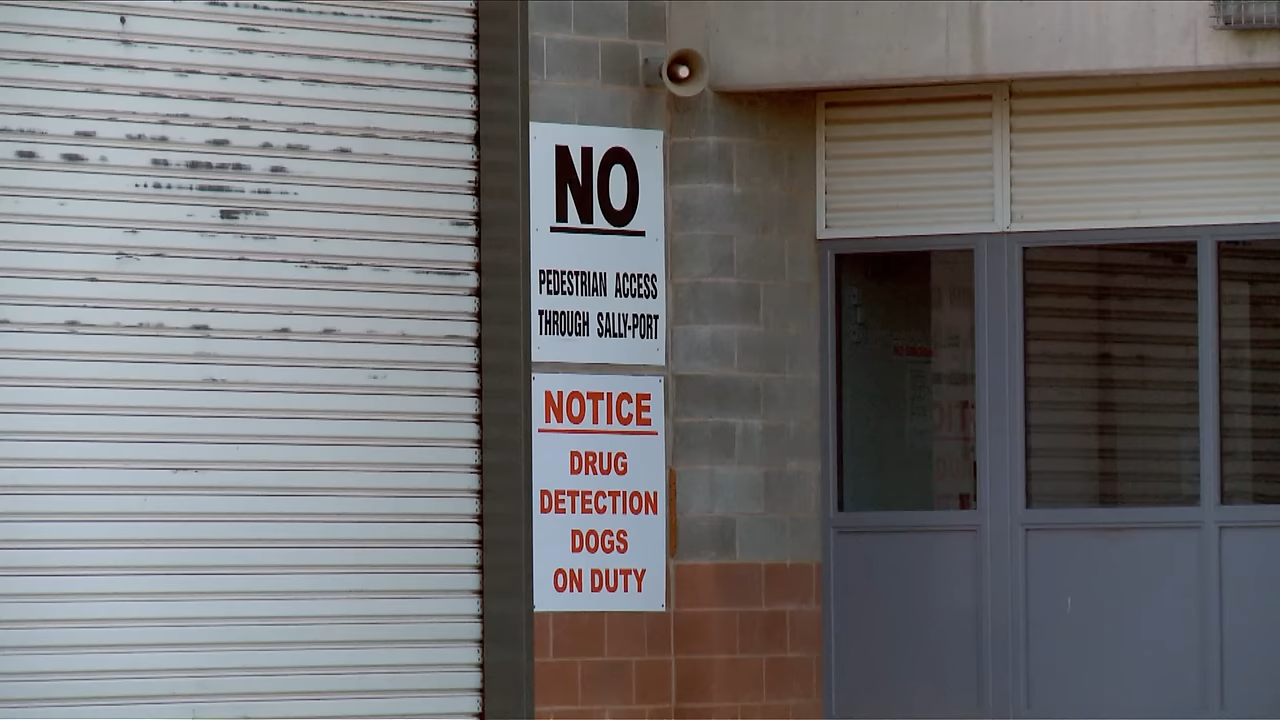 NO
PEDESTRIAN ACCESS
THROUGH SALLY-PORT
NOTICE
DRUG
DETECTION
DOGS
ON DUTY